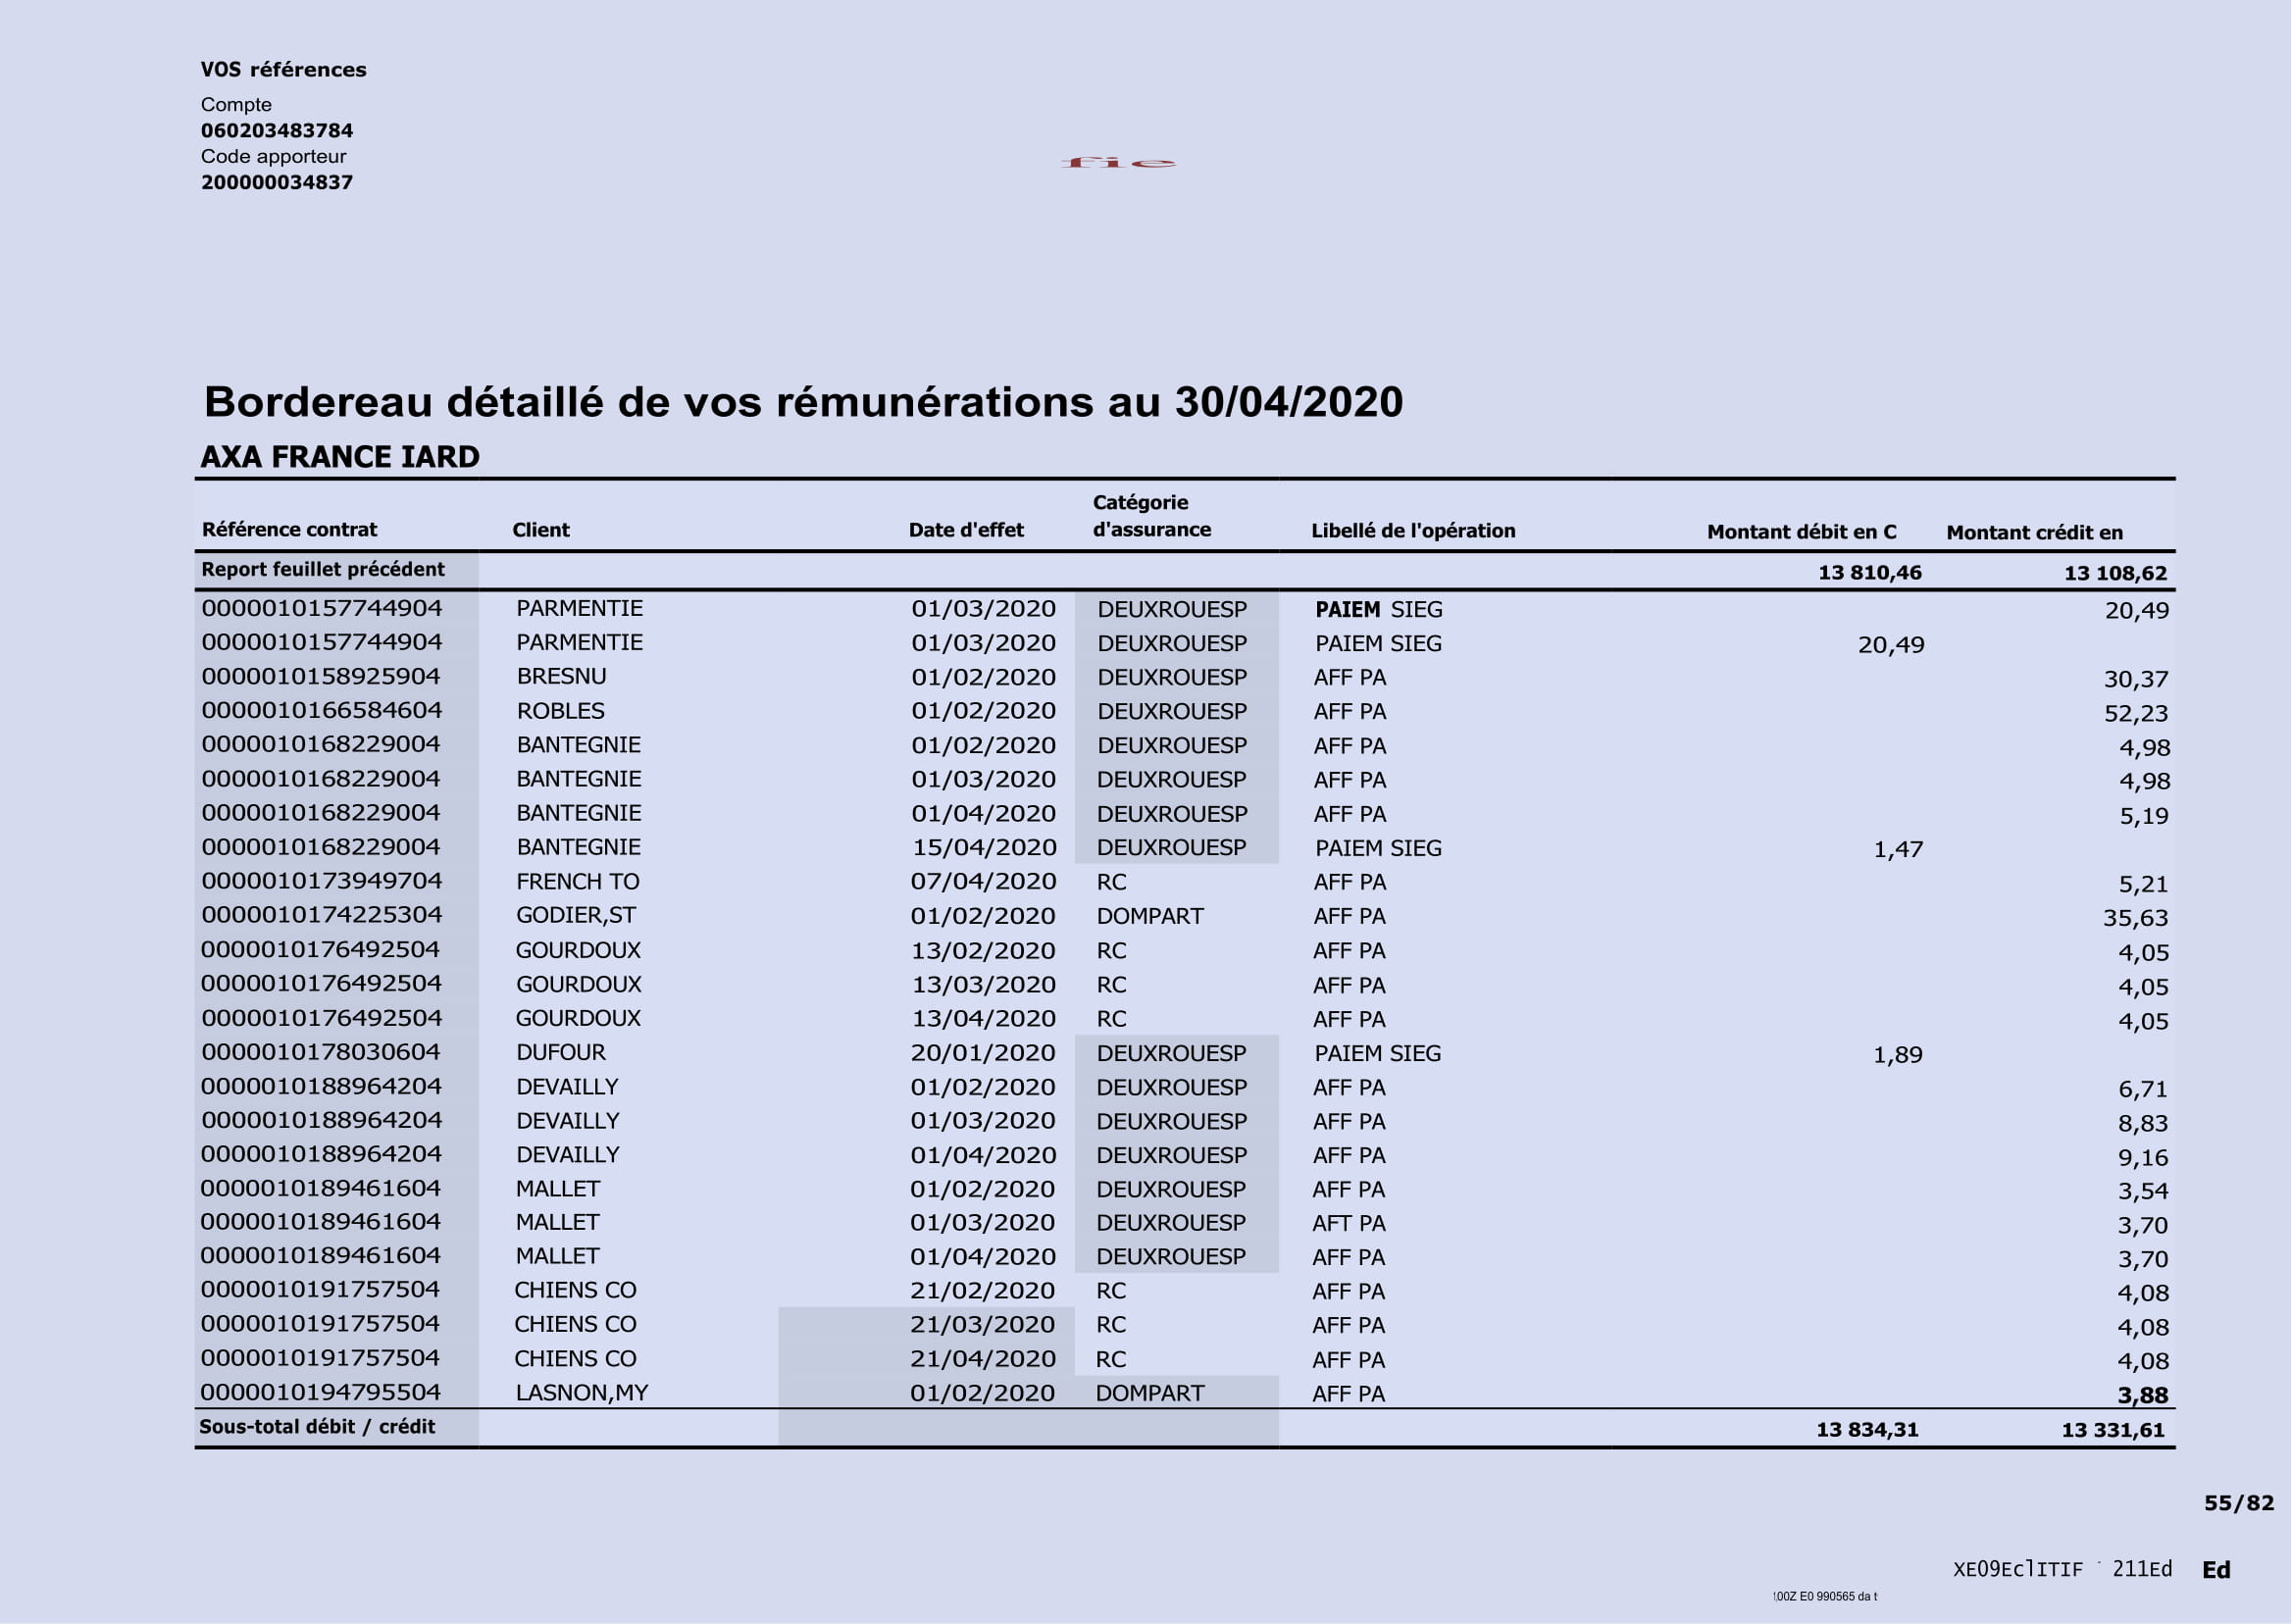 VOS références
Compte
060203483784
Code apporteur
200000034837
fie
Bordereau détaillé de vos rémunérations au 30/04/2020
AXA FRANCE IARD
Référence contrat Client Date d'effet Catégorie d'assurance Libellé de l'opération Montant débit en C Montant crédit en
Report feuillet précédent 13 810,46 13 108,62
0000010157744904 PARMENTIE 01/03/2020 DEUXROUESP PAIEM SIEG 20,49
0000010157744904 PARMENTIE 01/03/2020 DEUXROUESP PAIEM SIEG 20,49
0000010158925904 BRESNU 01/02/2020 DEUXROUESP AFF PA 30,37
0000010166584604 ROBLES 01/02/2020 DEUXROUESP AFF PA 52,23
0000010168229004 BANTEGNIE 01/02/2020 DEUXROUESP AFF PA 4,98
0000010168229004 BANTEGNIE 01/03/2020 DEUXROUESP AFF PA 4,98
0000010168229004 BANTEGNIE 01/04/2020 DEUXROUESP AFF PA 5,19
0000010168229004 BANTEGNIE 15/04/2020 DEUXROUESP PAIEM SIEG 1,47
0000010173949704 FRENCH TO 07/04/2020 RC AFF PA 5,21
0000010174225304 GODIER,ST 01/02/2020 DOMPART AFF PA 35,63
0000010176492504 GOURDOUX 13/02/2020 RC AFF PA 4,05
0000010176492504 GOURDOUX 13/03/2020 RC AFF PA 4,05
0000010176492504 GOURDOUX 13/04/2020 RC AFF PA 4,05
0000010178030604 DUFOUR 20/01/2020 DEUXROUESP PAIEM SIEG 1,89
0000010188964204 DEVAILLY 01/02/2020 DEUXROUESP AFF PA 6,71
0000010188964204 DEVAILLY 01/03/2020 DEUXROUESP AFF PA 8,83
0000010188964204 DEVAILLY 01/04/2020 DEUXROUESP AFF PA 9,16
0000010189461604 MALLET 01/02/2020 DEUXROUESP AFF PA 3,54
0000010189461604 MALLET 01/03/2020 DEUXROUESP AFT PA 3,70
0000010189461604 MALLET 01/04/2020 DEUXROUESP AFF PA 3,70
0000010191757504 CHIENS CO 21/02/2020 RC AFF PA 4,08
0000010191757504 CHIENS CO 21/03/2020 RC AFF PA 4,08
0000010191757504 CHIENS CO 21/04/2020 RC AFF PA 4,08
0000010194795504 LASNON,MY 01/02/2020 DOMPART AFF PA 3,88
Sous-total débit / crédit 13 834,31 13 331,61
55/82
XE09EclITIF 211Ed Ed
00Z E0 990565 da t